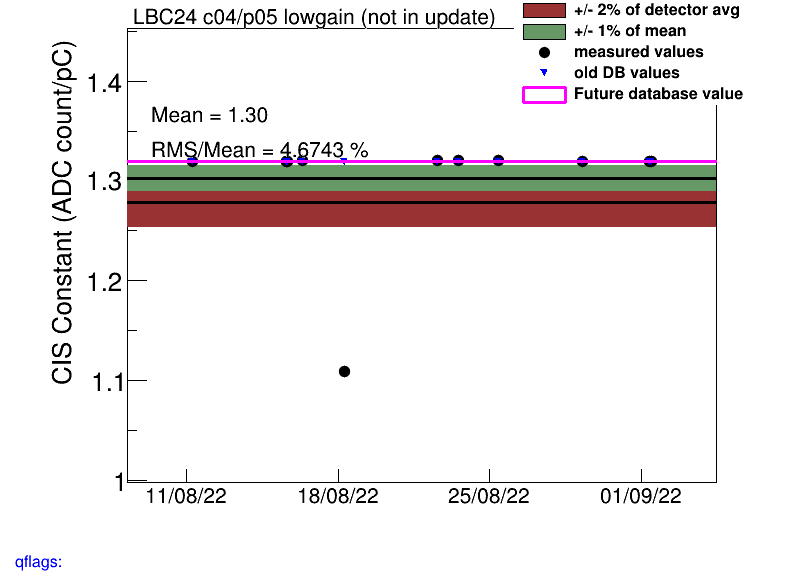 LBC24 c04/p05 lowgain (not in update)
+/- 2% of detector avg
+/- 1% of mean
measured values
old DB values
Future database value
Mean = 1.30
RMS/Mean = 4.6743 %
CIS Constant (ADC count/pC)
1.4
1.3
1.2
1.1
1
11/08/22 18/08/22 25/08/22 01/09/22
qflags: